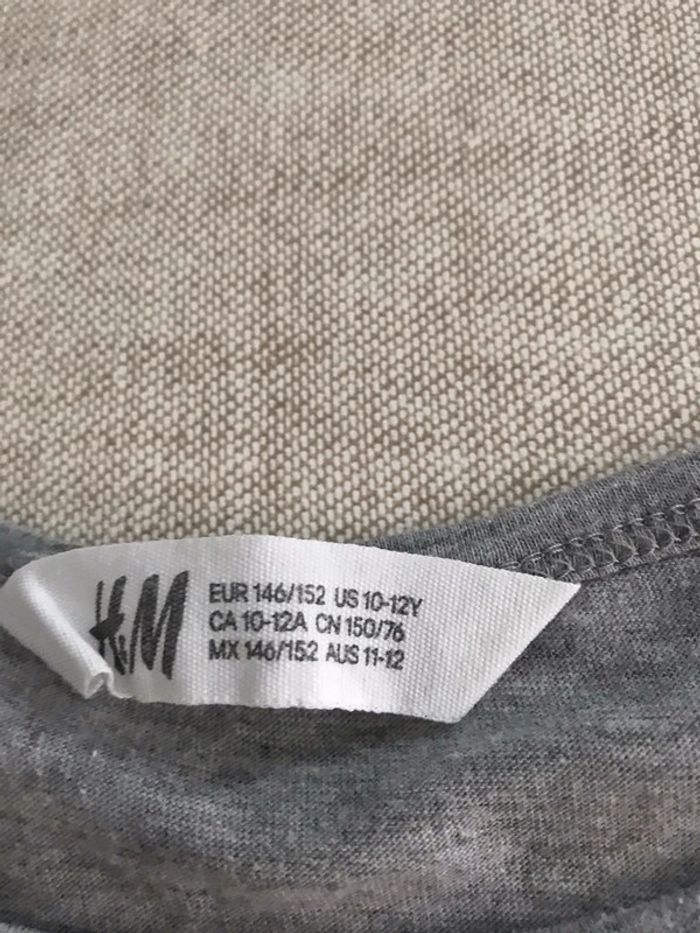 H&M
EUR 146/152 US 10-12Y
CA 10-12A CN 150/76
MX 146/152 AUS 11-12